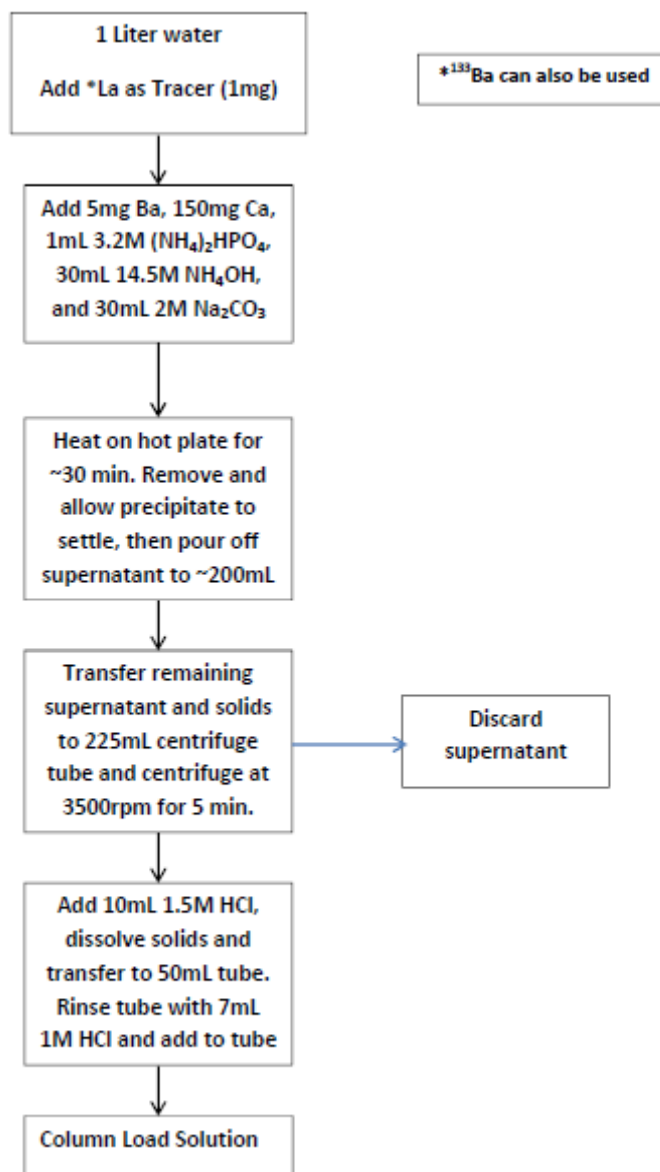 1 Liter water
Add *La as Tracer (1mg)
*¹³³Ba can also be used
Add 5mg Ba, 150mg Ca,
1mL 3.2M (NH₄)₂HPO₄,
30mL 14.5M NH₄OH,
and 30mL 2M Na₂CO₃
Heat on hot plate for
~30 min. Remove and
allow precipitate to
settle, then pour off
supernatant to ~200mL
Transfer remaining
supernatant and solids
to 225mL centrifuge
tube and centrifuge at
3500rpm for 5 min.
Discard
supernatant
Add 10mL 1.5M HCl,
dissolve solids and
transfer to 50mL tube.
Rinse tube with 7mL
1M HCl and add to tube
Column Load Solution